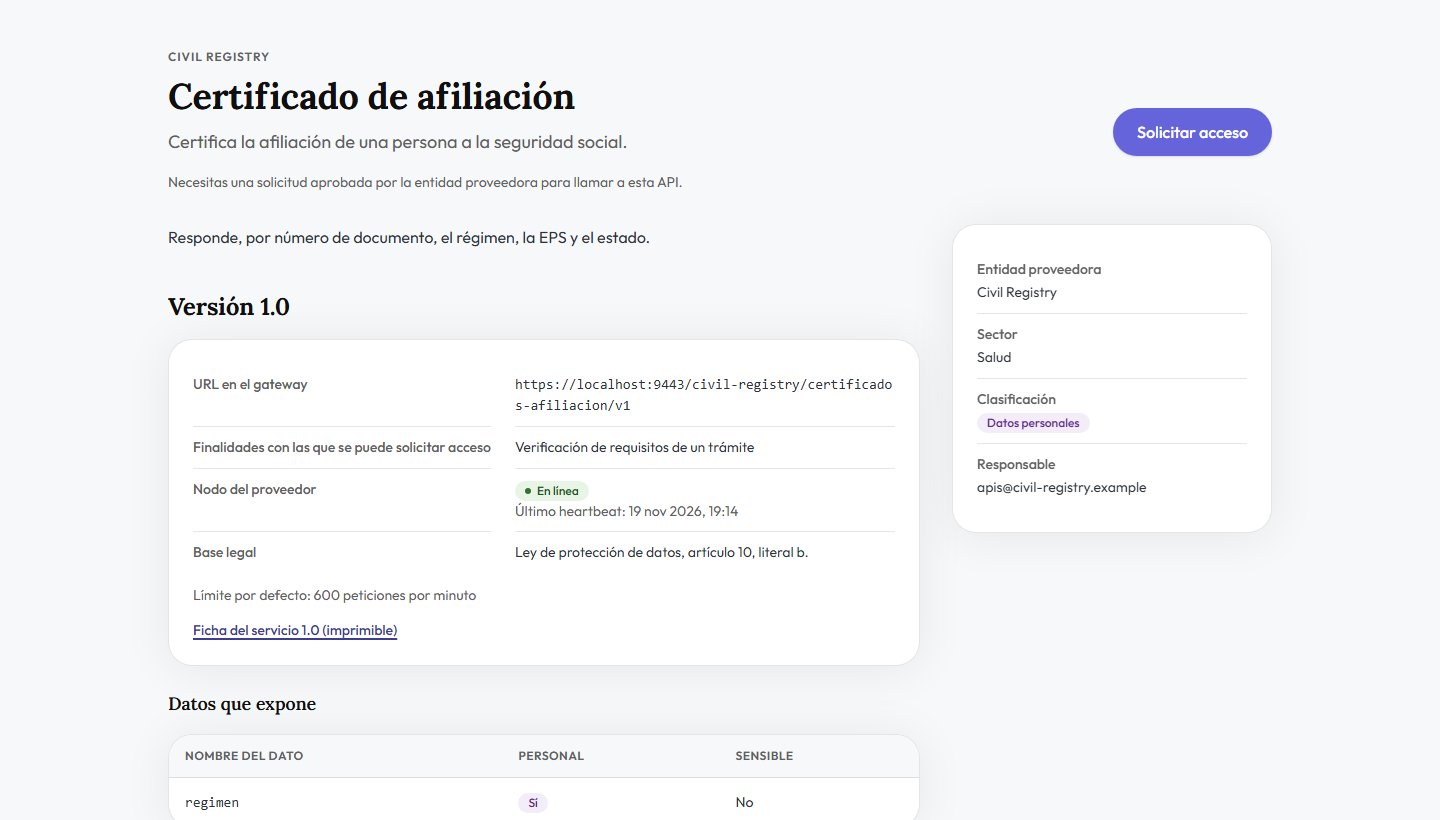 CIVIL REGISTRY
Certificado de afiliación
Certifica la afiliación de una persona a la seguridad social.
Necesitas una solicitud aprobada por la entidad proveedora para llamar a esta API.
Solicitar acceso
Responde, por número de documento, el régimen, la EPS y el estado.
Versión 1.0
URL en el gateway
https://localhost:9443/civil-registry/certificado
s-afiliacion/v1
Finalidades con las que se puede solicitar acceso
Verificación de requisitos de un trámite
Nodo del proveedor
En línea
Último heartbeat: 19 nov 2026, 19:14
Base legal
Ley de protección de datos, artículo 10, literal b.
Límite por defecto: 600 peticiones por minuto
Ficha del servicio 1.0 (imprimible)
Entidad proveedora
Civil Registry
Sector
Salud
Clasificación
Datos personales
Responsable
apis@civil-registry.example
Datos que expone
NOMBRE DEL DATO PERSONAL SENSIBLE
regimen Sí No